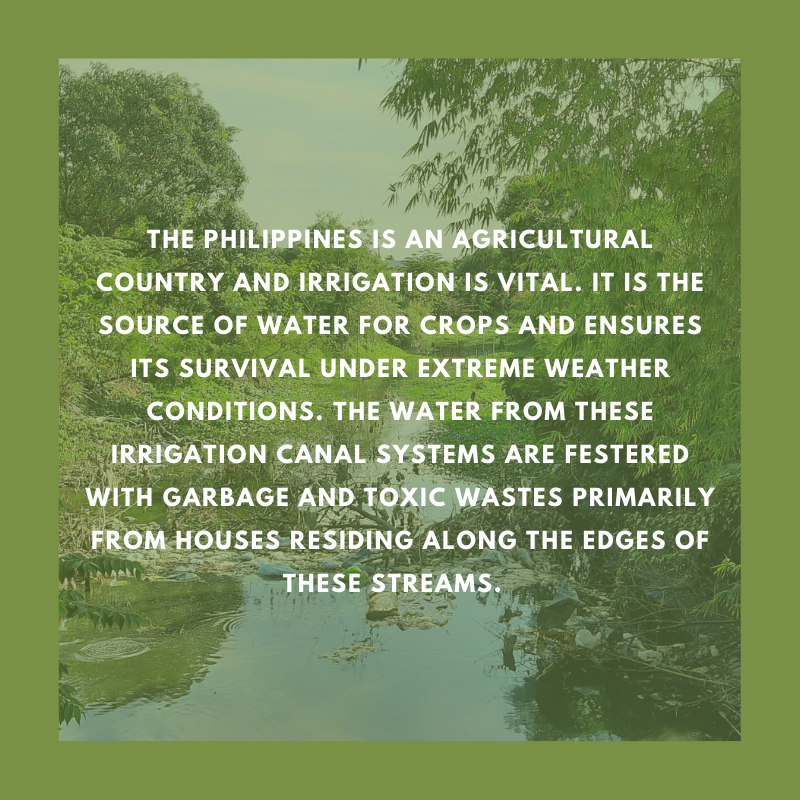 THE PHILIPPINES IS AN AGRICULTURAL
COUNTRY AND IRRIGATION IS VITAL. IT IS THE
SOURCE OF WATER FOR CROPS AND ENSURES
ITS SURVIVAL UNDER EXTREME WEATHER
CONDITIONS. THE WATER FROM THESE
IRRIGATION CANAL SYSTEMS ARE FESTERED
WITH GARBAGE AND TOXIC WASTES PRIMARILY
FROM HOUSES RESIDING ALONG THE EDGES OF
THESE STREAMS.